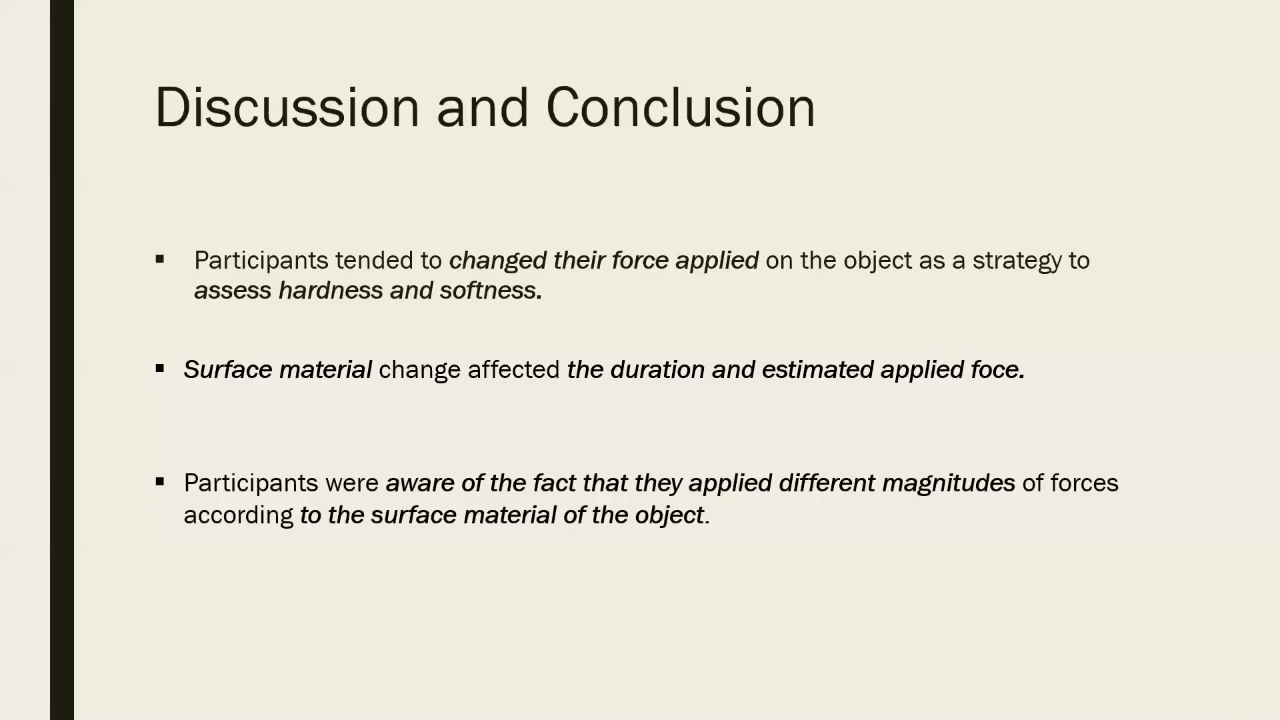 Discussion and Conclusion
▪ Participants tended to changed their force applied on the object as a strategy to
assess hardness and softness.
▪ Surface material change affected the duration and estimated applied foce.
▪ Participants were aware of the fact that they applied different magnitudes of forces
according to the surface material of the object.